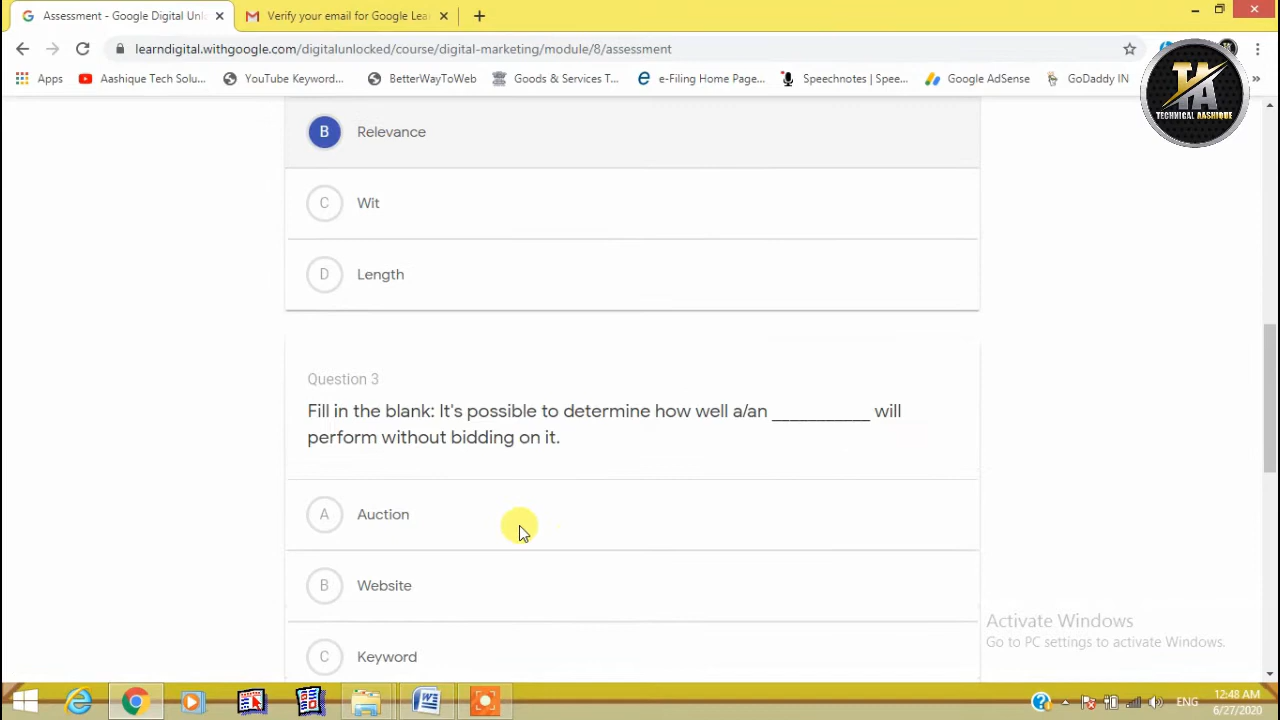 Assessment - Google Digital Unl
Verify your email for Google Lea
learndigital.withgoogle.com/digitalunlocked/course/digital-marketing/module/8/assessment
Apps
Aashique Tech Solu...
YouTube Keyword...
BetterWayToWeb
Goods & Services T...
e-Filing Home Page...
Speechnotes | Spee...
Google AdSense
GoDaddy IN
TA
TECHNICAL AASHIQUE
B Relevance
C Wit
D Length
Question 3
Fill in the blank: It's possible to determine how well a/an ___________ will
perform without bidding on it.
A Auction
B Website
C Keyword
Activate Windows
Go to PC settings to activate Windows.
ENG
12:48 AM
6/27/2020